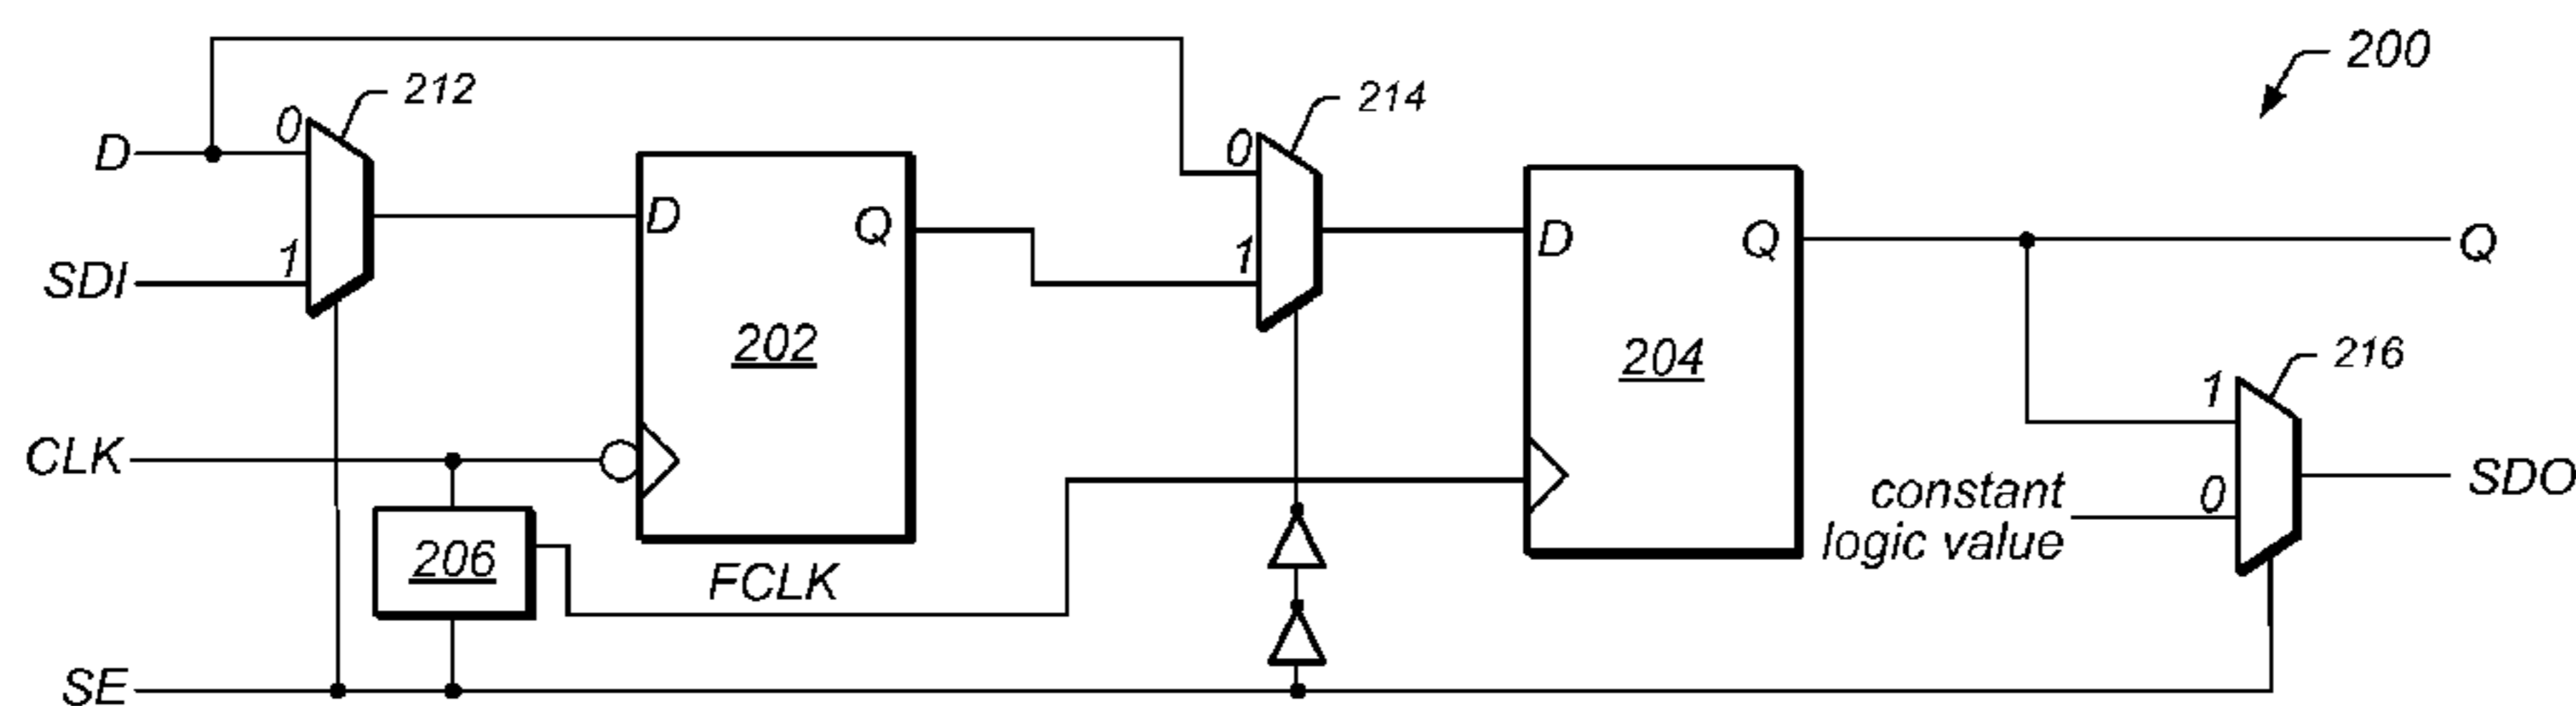 200
212
214
0
0
D
D
Q
1
SDI
1
D
Q
Q
202
204
216
1
CLK
constant
logic value
0
SDO
206
FCLK
SE